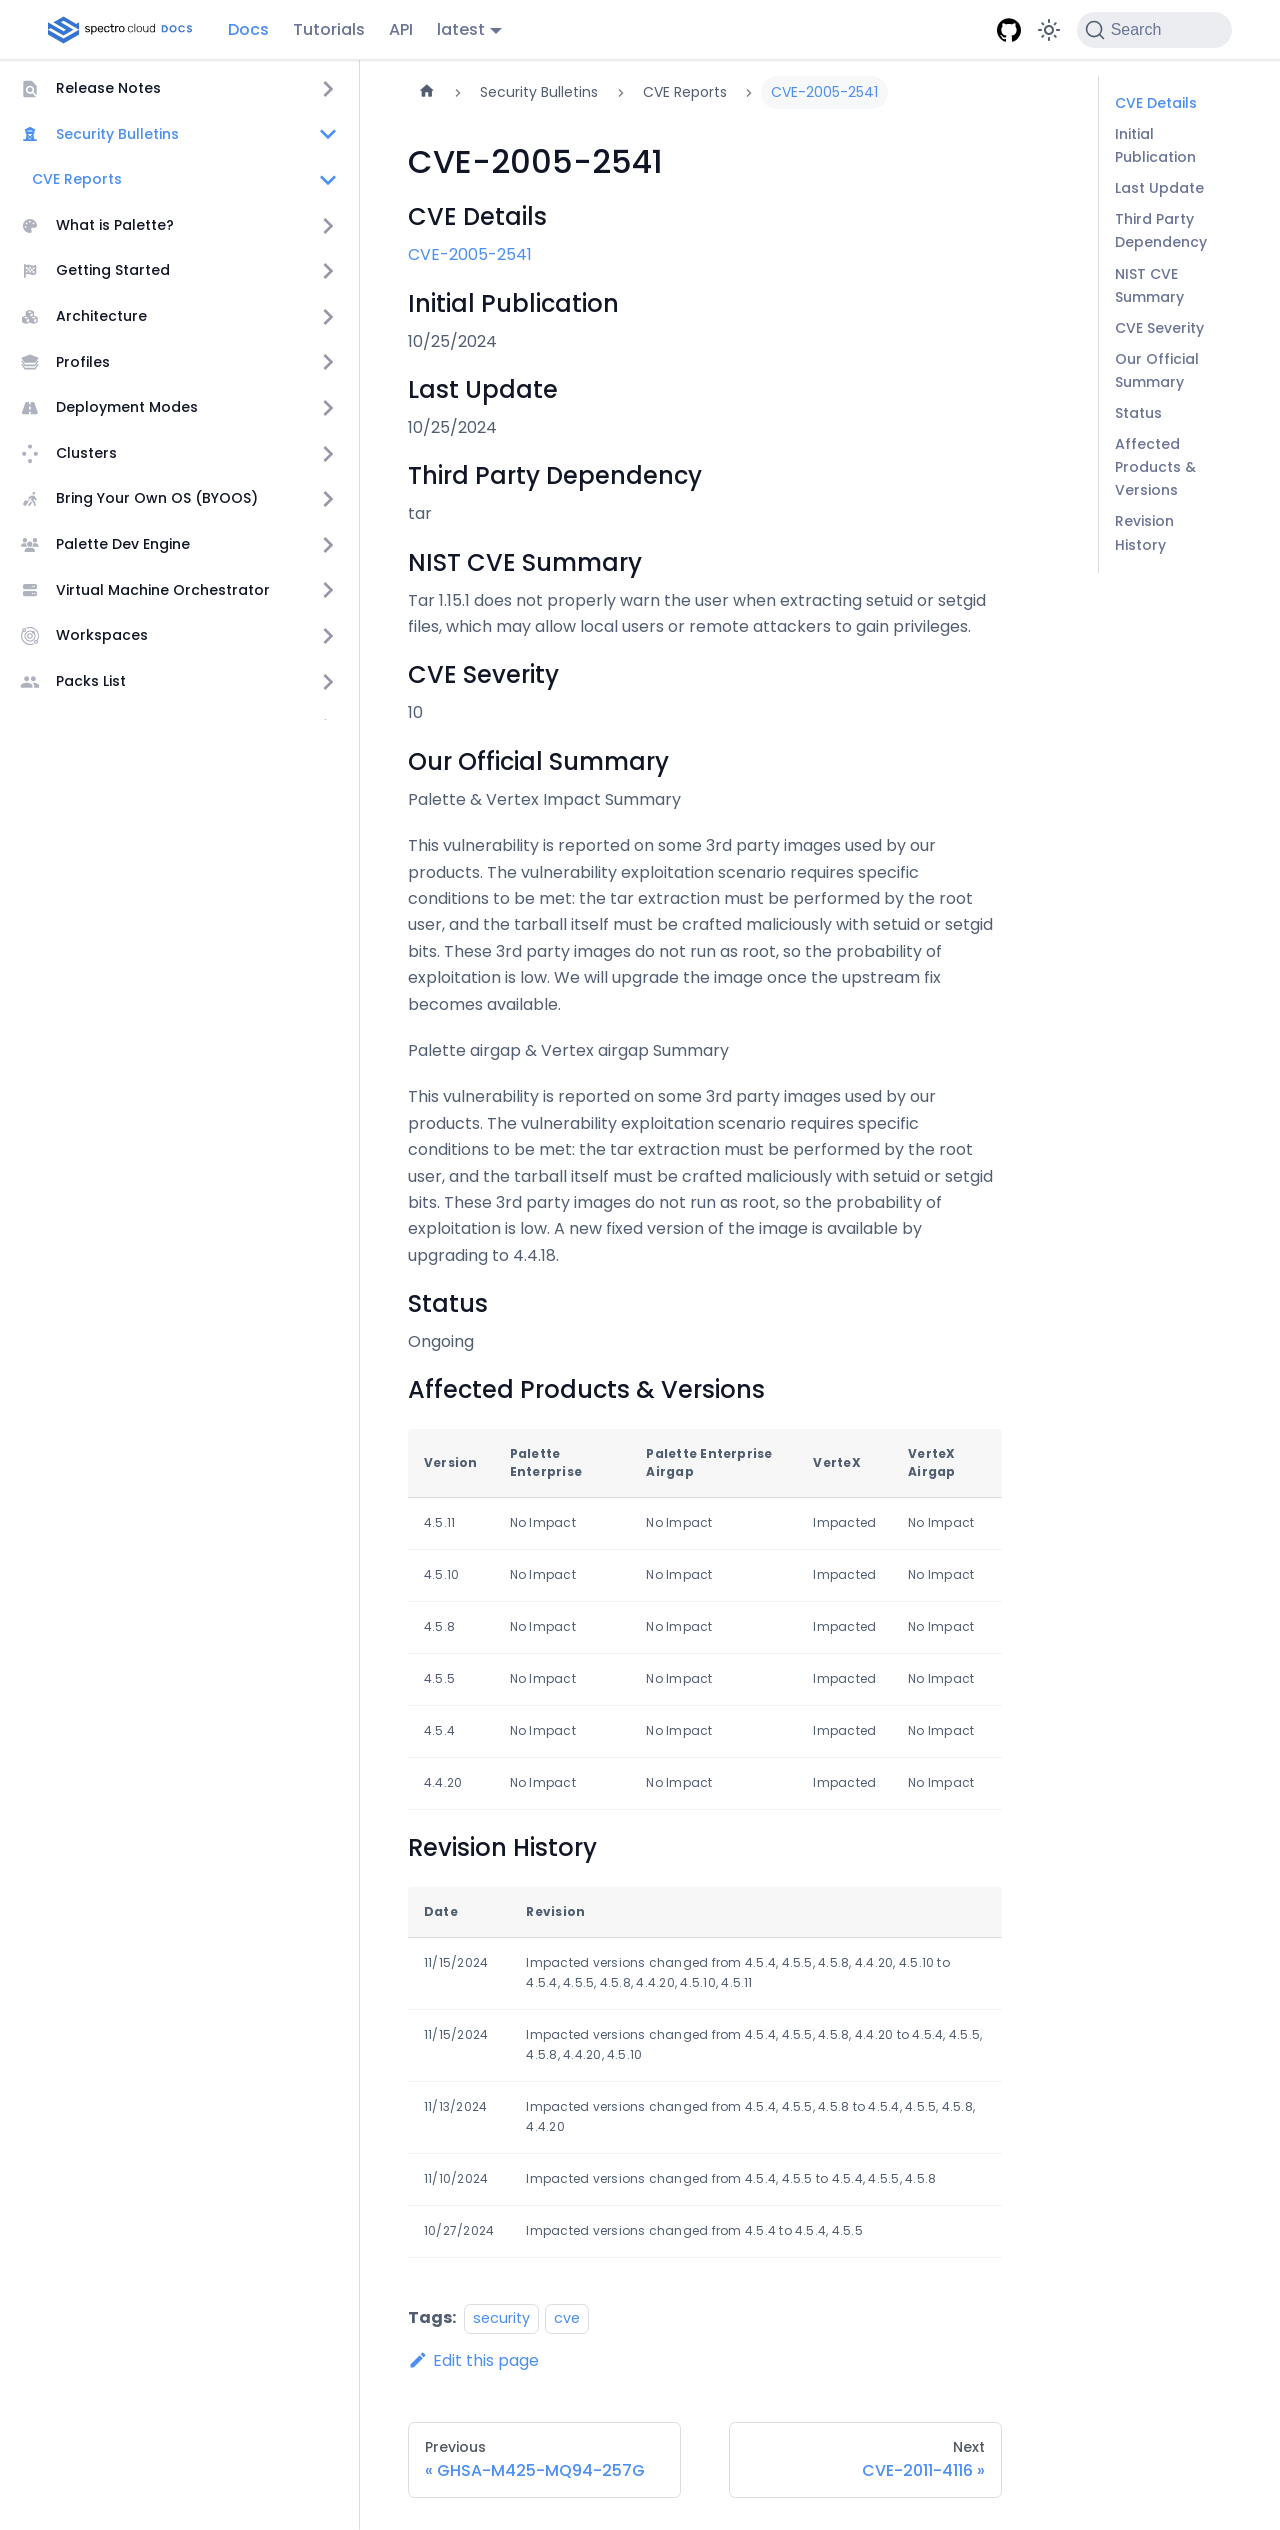 spectro cloud DOCS
Docs
Tutorials
API
latest
Search
Release Notes
Security Bulletins
CVE Reports
What is Palette?
Getting Started
Architecture
Profiles
Deployment Modes
Clusters
Bring Your Own OS (BYOOS)
Palette Dev Engine
Virtual Machine Orchestrator
Workspaces
Packs List
Security Bulletins
CVE Reports
CVE-2005-2541
CVE-2005-2541
CVE Details
CVE-2005-2541
Initial Publication
10/25/2024
Last Update
10/25/2024
Third Party Dependency
tar
NIST CVE Summary
Tar 1.15.1 does not properly warn the user when extracting setuid or setgid
files, which may allow local users or remote attackers to gain privileges.
CVE Severity
10
Our Official Summary
Palette & Vertex Impact Summary
This vulnerability is reported on some 3rd party images used by our
products. The vulnerability exploitation scenario requires specific
conditions to be met: the tar extraction must be performed by the root
user, and the tarball itself must be crafted maliciously with setuid or setgid
bits. These 3rd party images do not run as root, so the probability of
exploitation is low. We will upgrade the image once the upstream fix
becomes available.
Palette airgap & Vertex airgap Summary
This vulnerability is reported on some 3rd party images used by our
products. The vulnerability exploitation scenario requires specific
conditions to be met: the tar extraction must be performed by the root
user, and the tarball itself must be crafted maliciously with setuid or setgid
bits. These 3rd party images do not run as root, so the probability of
exploitation is low. A new fixed version of the image is available by
upgrading to 4.4.18.
Status
Ongoing
Affected Products & Versions
Version Palette Enterprise Palette Enterprise Airgap VerteX VerteX Airgap
4.5.11 No Impact No Impact Impacted No Impact
4.5.10 No Impact No Impact Impacted No Impact
4.5.8 No Impact No Impact Impacted No Impact
4.5.5 No Impact No Impact Impacted No Impact
4.5.4 No Impact No Impact Impacted No Impact
4.4.20 No Impact No Impact Impacted No Impact
Revision History
Date Revision
11/15/2024 Impacted versions changed from 4.5.4, 4.5.5, 4.5.8, 4.4.20, 4.5.10 to
4.5.4, 4.5.5, 4.5.8, 4.4.20, 4.5.10, 4.5.11
11/15/2024 Impacted versions changed from 4.5.4, 4.5.5, 4.5.8, 4.4.20 to 4.5.4, 4.5.5,
4.5.8, 4.4.20, 4.5.10
11/13/2024 Impacted versions changed from 4.5.4, 4.5.5, 4.5.8 to 4.5.4, 4.5.5, 4.5.8,
4.4.20
11/10/2024 Impacted versions changed from 4.5.4, 4.5.5 to 4.5.4, 4.5.5, 4.5.8
10/27/2024 Impacted versions changed from 4.5.4 to 4.5.4, 4.5.5
Tags: security cve
Edit this page
Previous
« GHSA-M425-MQ94-257G
Next
CVE-2011-4116 »
CVE Details
Initial
Publication
Last Update
Third Party
Dependency
NIST CVE
Summary
CVE Severity
Our Official
Summary
Status
Affected
Products &
Versions
Revision
History